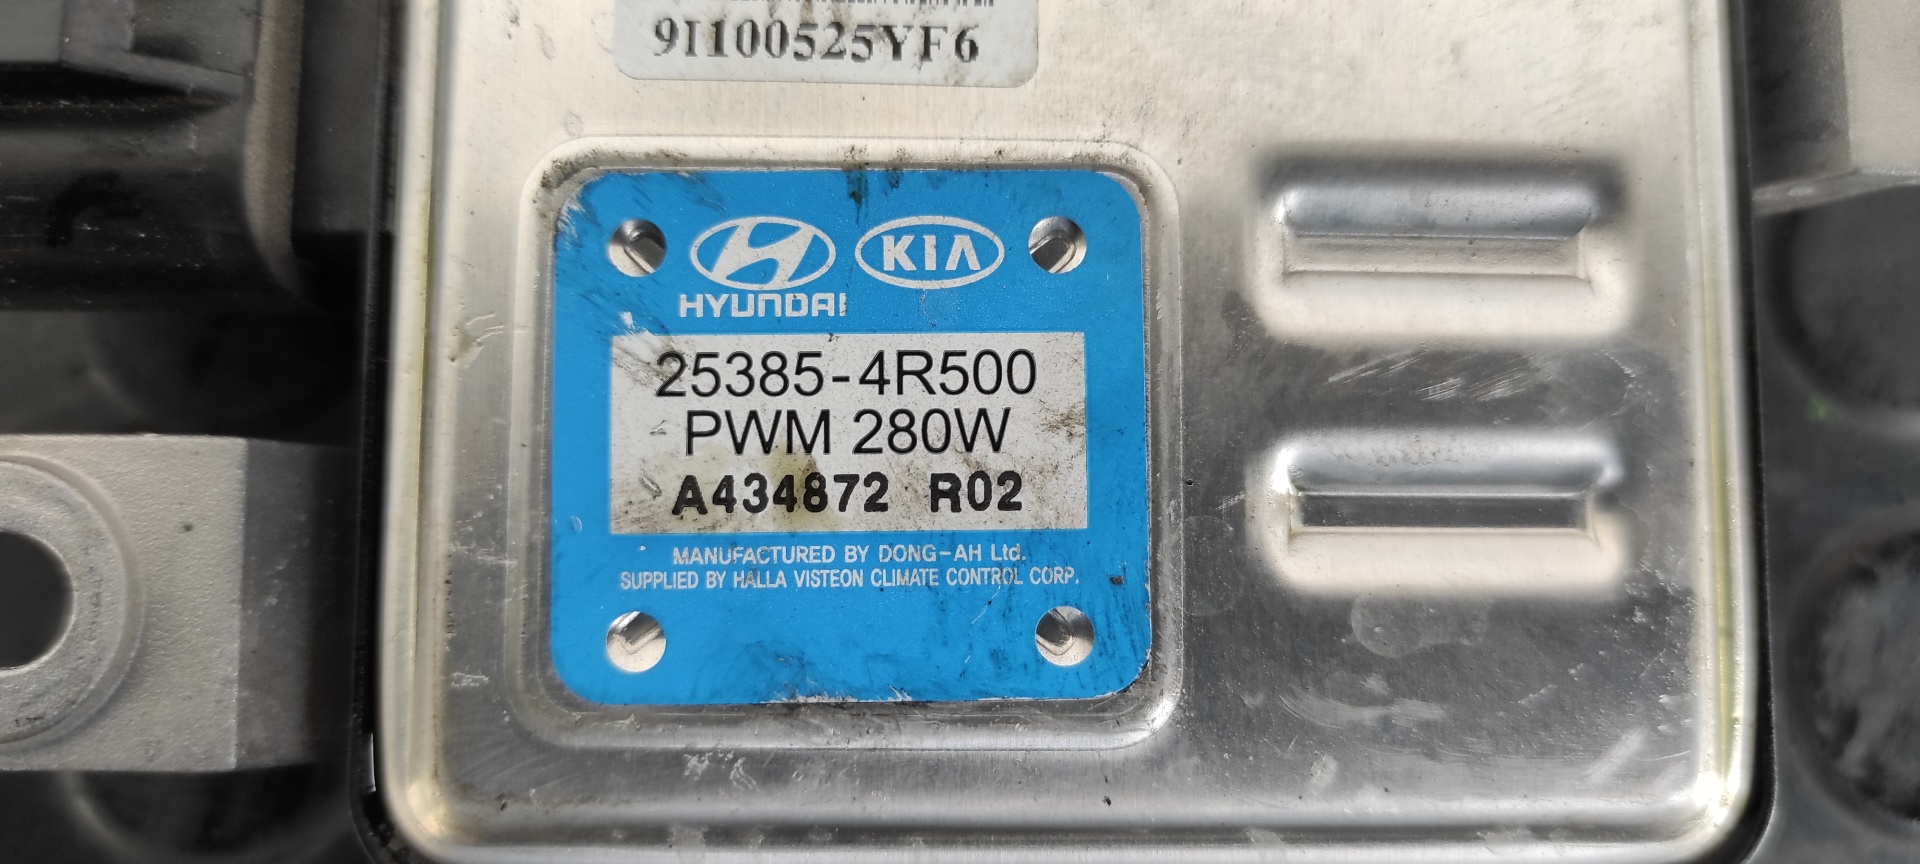 9I100525YF6
HYUNDAI KIA
25385-4R500
PWM 280W
A434872 R02
MANUFACTURED BY DONG-AH Ltd.
SUPPLIED BY HALLA VISTEON CLIMATE CONTROL CORP.